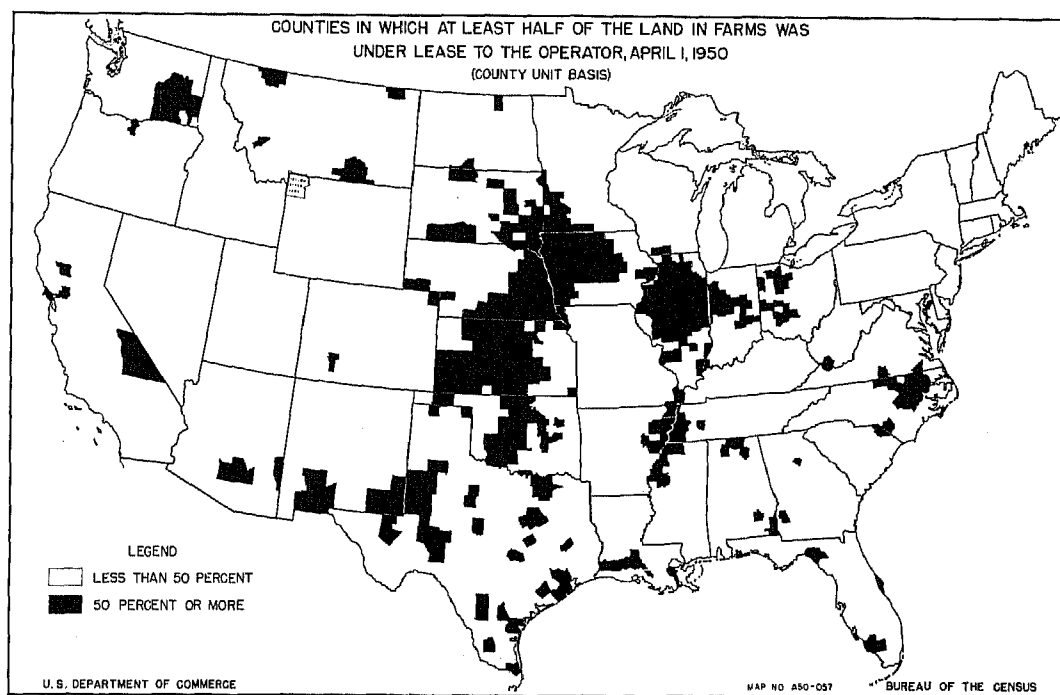 COUNTIES IN WHICH AT LEAST HALF OF THE LAND IN FARMS WAS
UNDER LEASE TO THE OPERATOR, APRIL 1, 1950
(COUNTY UNIT BASIS)
LEGEND
LESS THAN 50 PERCENT
50 PERCENT OR MORE
U.S. DEPARTMENT OF COMMERCE
MAP NO A50-057
BUREAU OF THE CENSUS